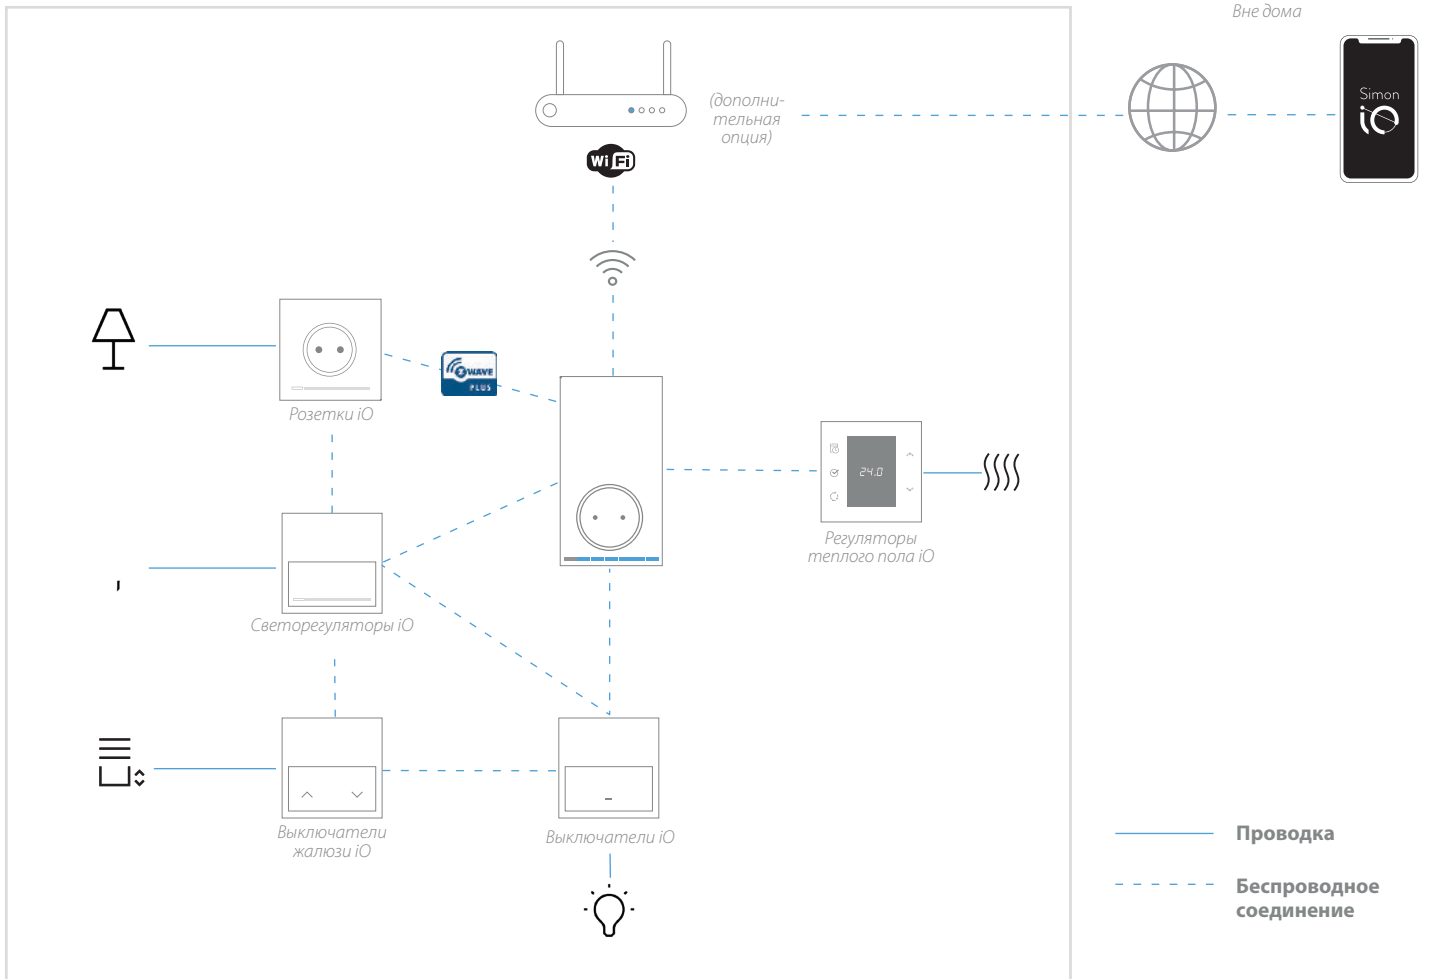 Вне дома
(дополни-
тельная
опция)
Simon
iO
Wi Fi
Z WAVE
PLUS
Розетки iO
24.0
Регуляторы
теплого пола iO
Светорегуляторы iO
Выключатели
жалюзи iO
Выключатели iO
Проводка
Беспроводное
соединение